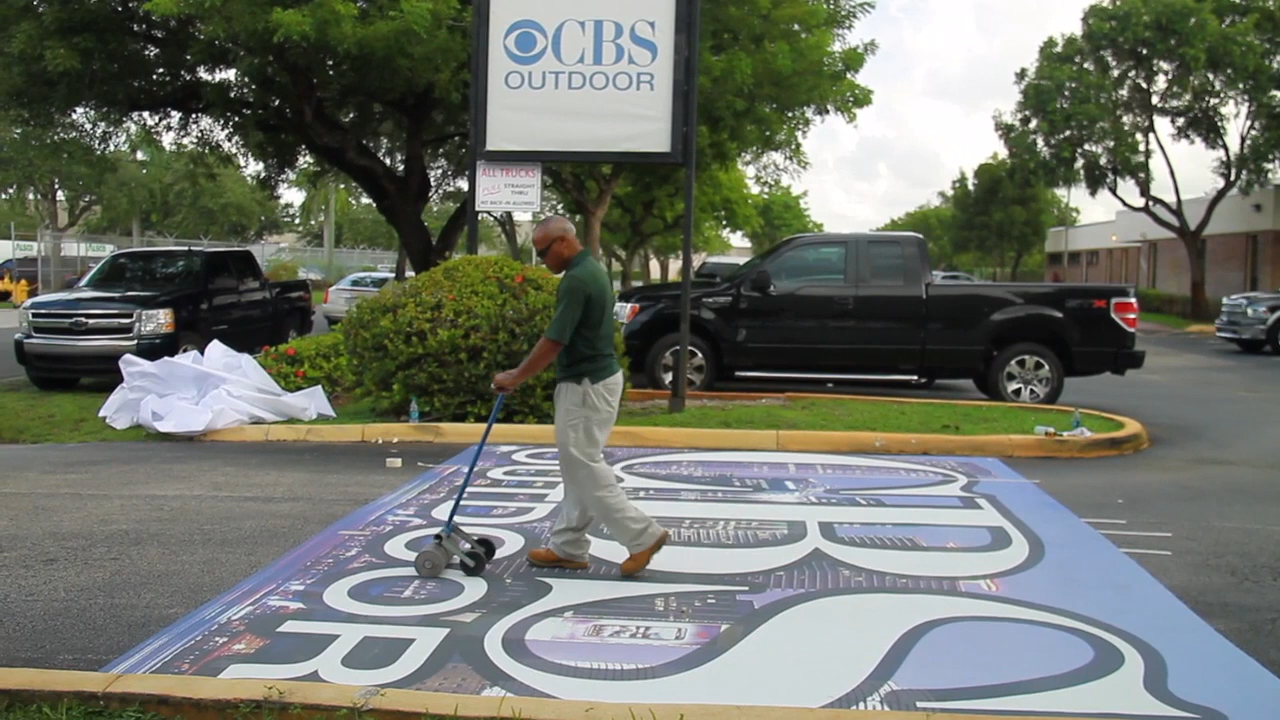 CBS
OUTDOOR
ALL TRUCKS
PULL STRAIGHT
THRU
NO BACK-IN ALLOWED
CBS
OUTDOOR